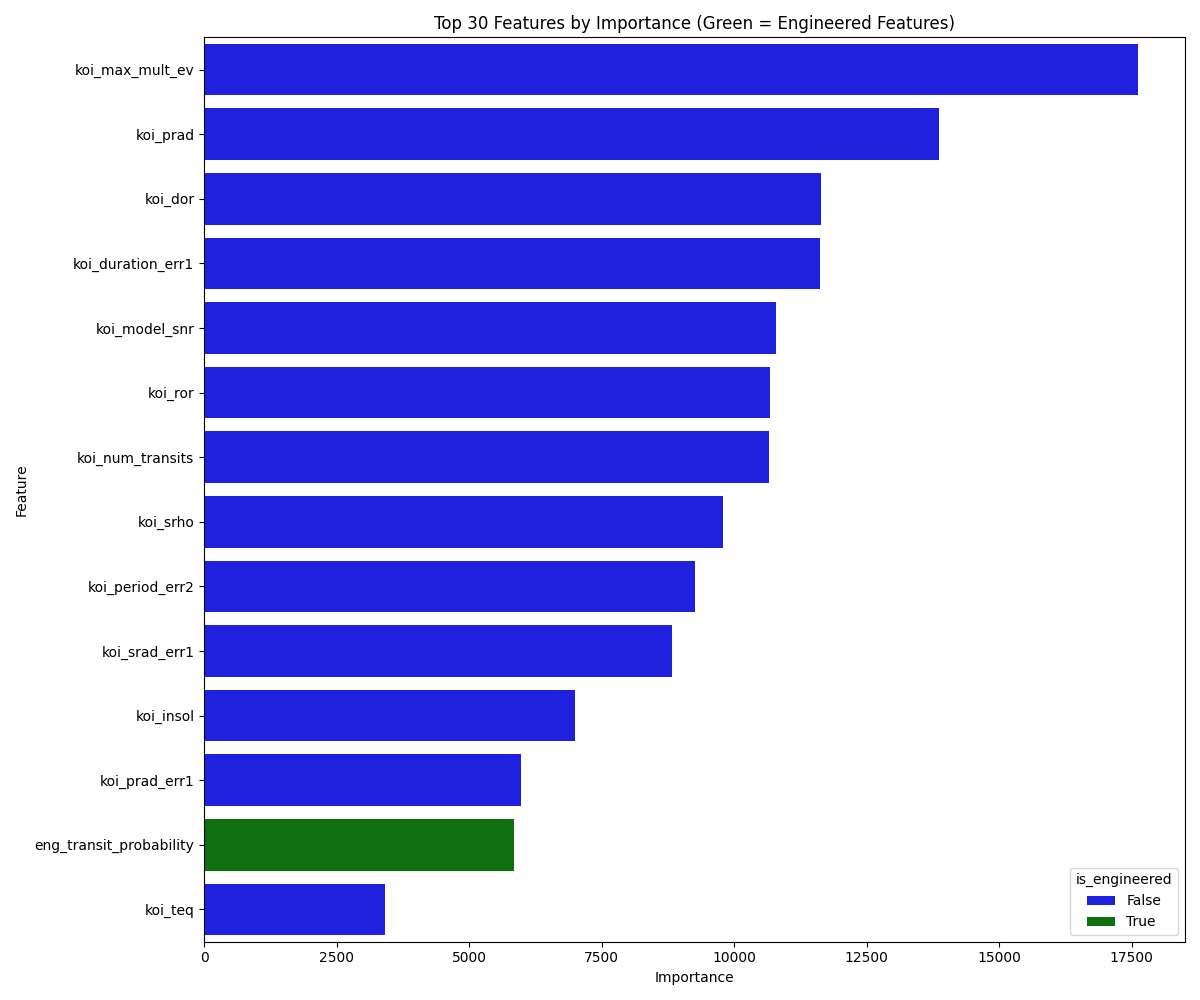 Top 30 Features by Importance (Green = Engineered Features)
koi_max_mult_ev
koi_prad
koi_dor
koi_duration_err1
koi_model_snr
koi_ror
koi_num_transits
koi_srho
koi_period_err2
koi_srad_err1
koi_insol
koi_prad_err1
eng_transit_probability
koi_teq
Feature
is_engineered
False
True
0 2500 5000 7500 10000 12500 15000 17500
Importance